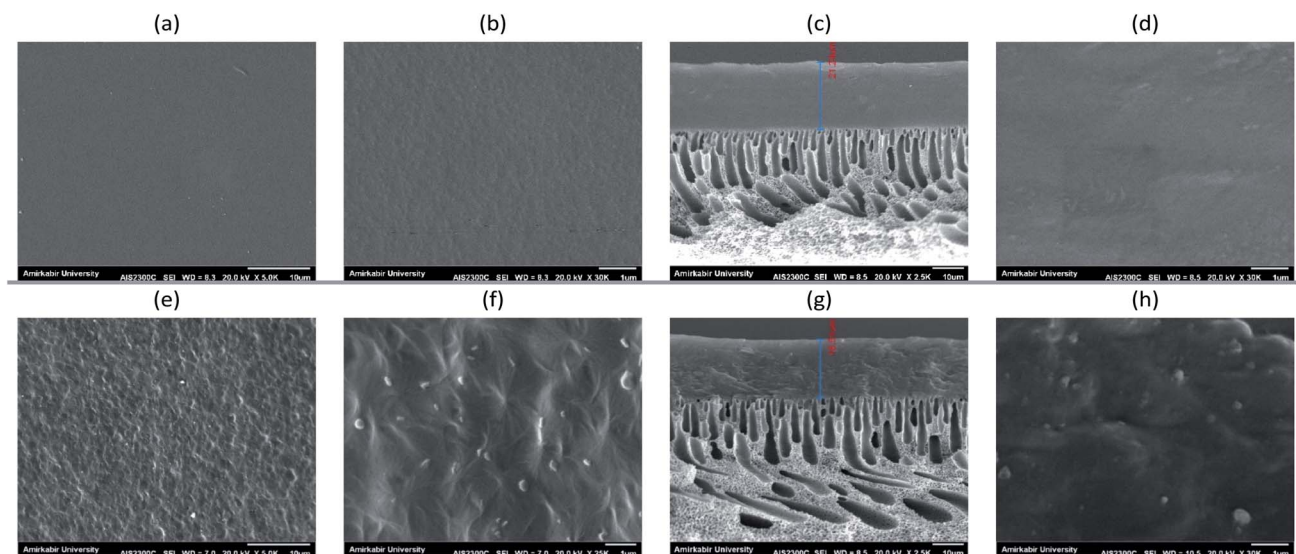 (a) (b) (c) (d)
Amirkabir University AIS2300C SEI WD = 8.3 20.0 kV X 5.0K 10um
Amirkabir University AIS2300C SEI WD = 8.3 20.0 kV X 30K 1um
AIS2300C SEI WD = 8.5 20.0 kV X 2.5K 10um
Amirkabir University AIS2300C SEI WD = 8.5 20.0 kV X 30K 1um
(e) (f) (g) (h)
Amirkabir University AIS2300C SEI WD = 7.0 20.0 kV X 5.0K 10um
Amirkabir University AIS2300C SEI WD = 7.0 20.0 kV X 25K 1um
Amirkabir University AIS2300C SEI WD = 8.5 20.0 kV X 2.5K 10um
Amirkabir University AIS2300C SEI WD = 10.5 20.0 kV X 30K 1um